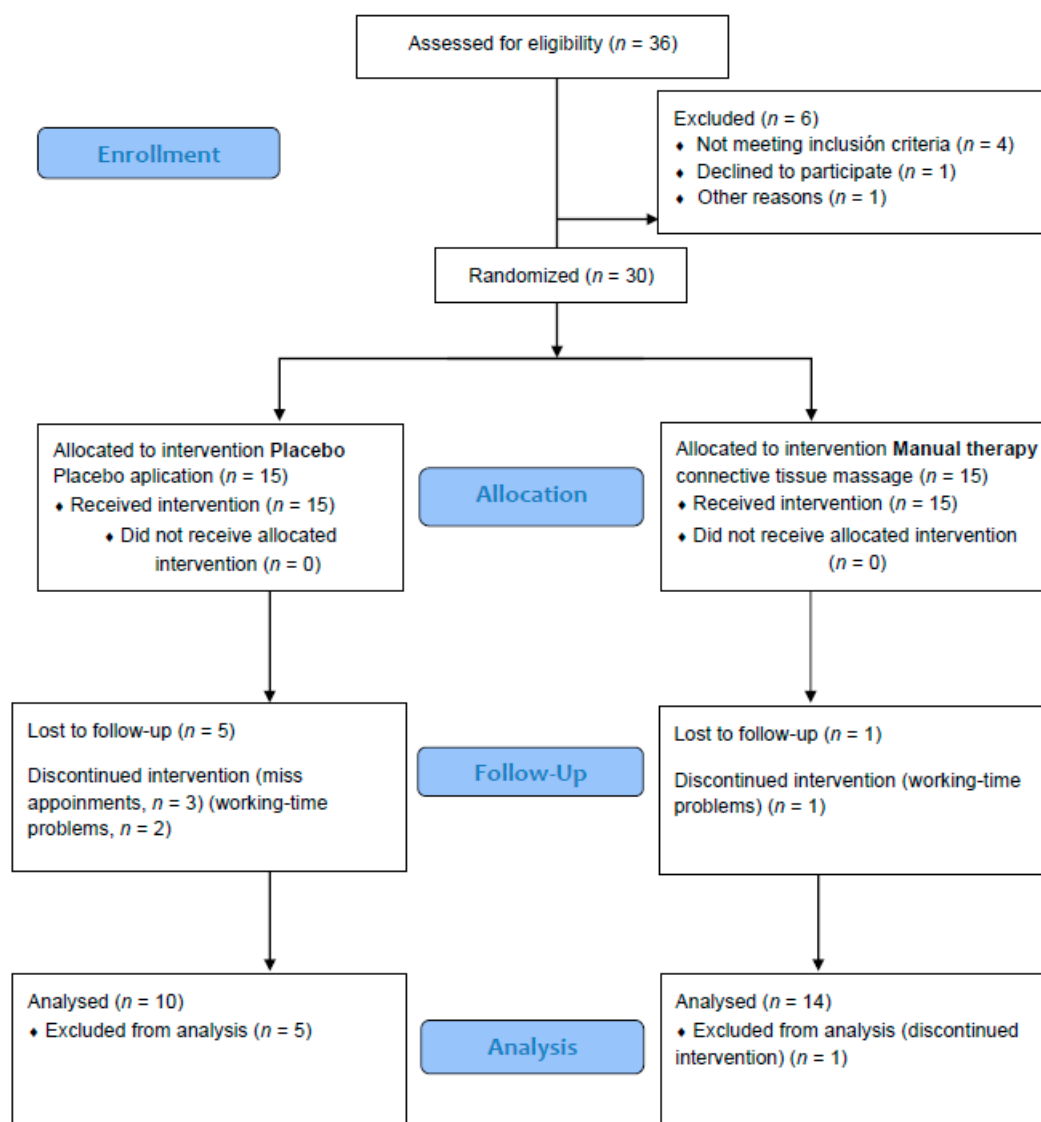 Assessed for eligibility (n = 36)
Enrollment
Excluded (n = 6)
♦ Not meeting inclusión criteria (n = 4)
♦ Declined to participate (n = 1)
♦ Other reasons (n = 1)
Randomized (n = 30)
Allocation
Allocated to intervention Placebo
Placebo aplication (n = 15)
♦ Received intervention (n = 15)
♦ Did not receive allocated
intervention (n = 0)
Allocated to intervention Manual therapy
connective tissue massage (n = 15)
♦ Received intervention (n = 15)
♦ Did not receive allocated intervention
(n = 0)
Follow-Up
Lost to follow-up (n = 5)
Discontinued intervention (miss
appoinments, n = 3) (working-time
problems, n = 2)
Lost to follow-up (n = 1)
Discontinued intervention (working-time
problems) (n = 1)
Analysis
Analysed (n = 10)
♦ Excluded from analysis (n = 5)
Analysed (n = 14)
♦ Excluded from analysis (discontinued
intervention) (n = 1)